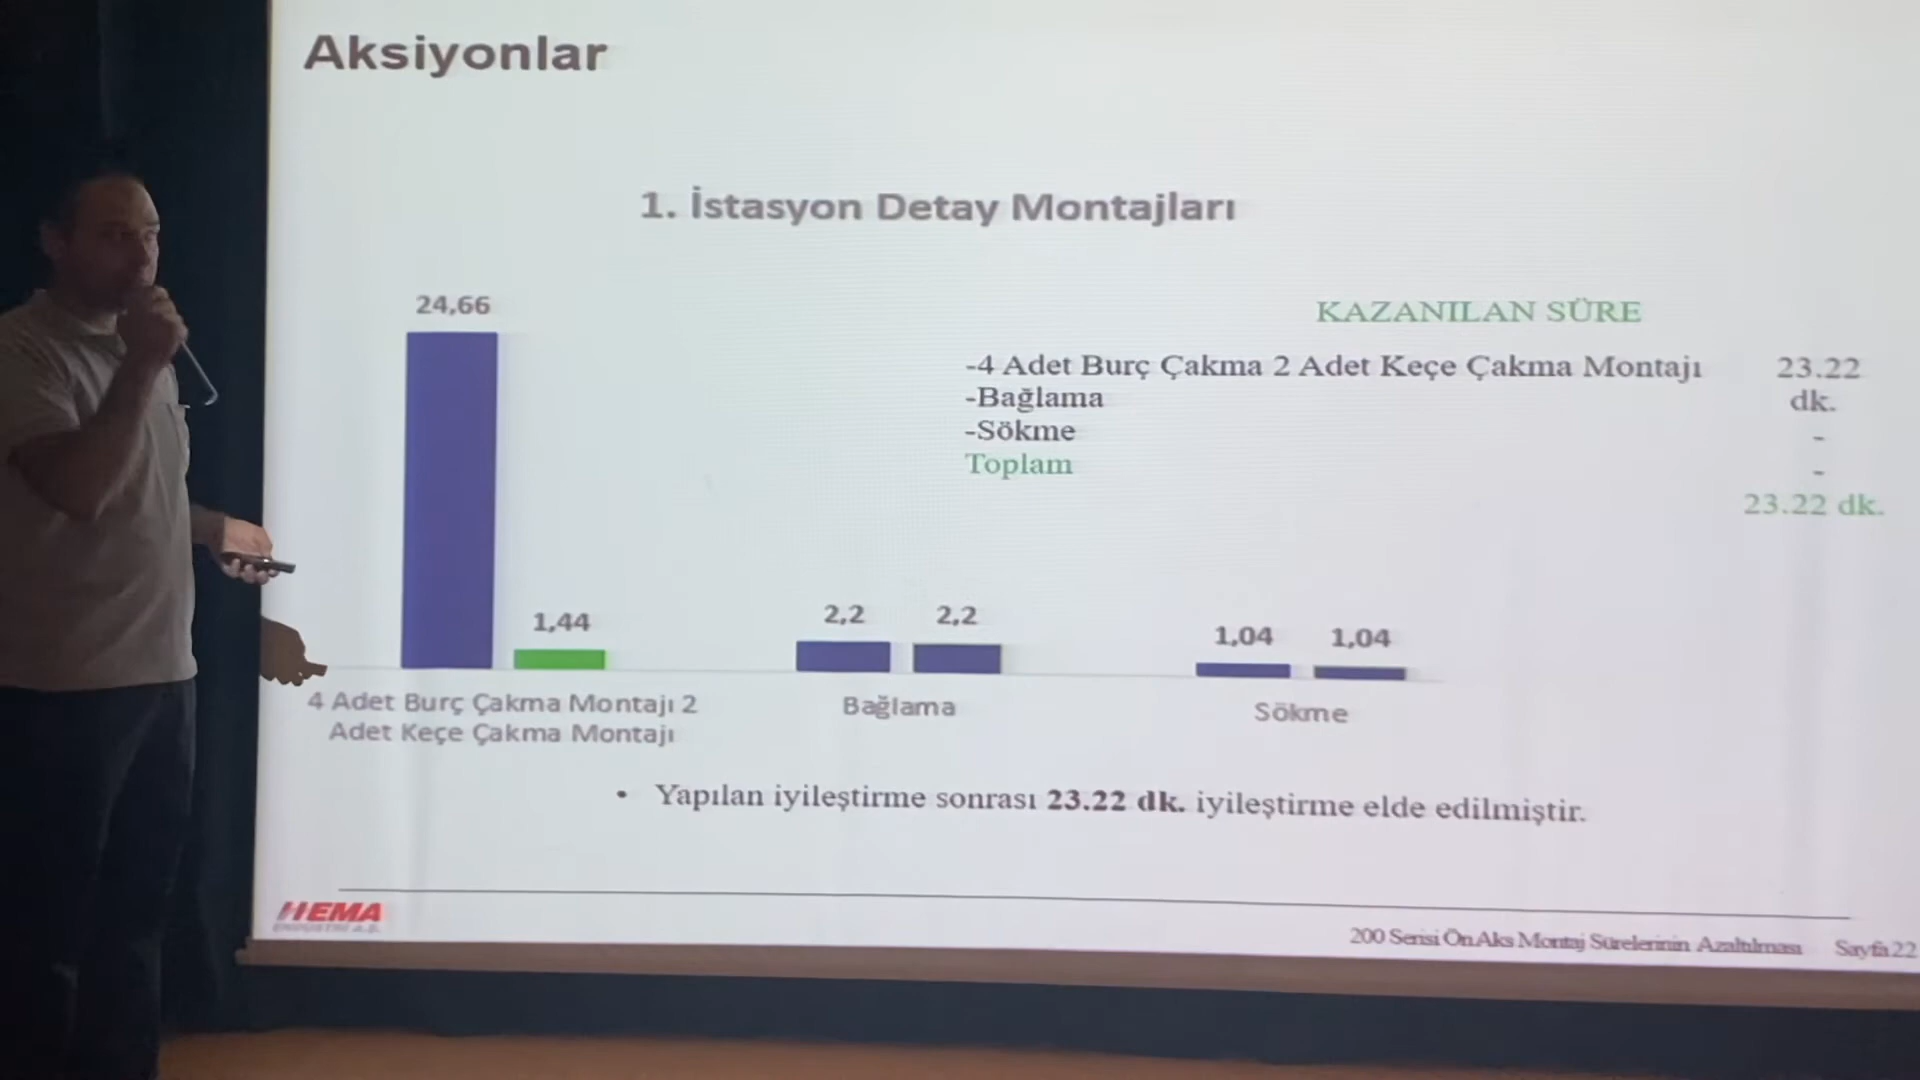 Aksiyonlar
1. İstasyon Detay Montajları
24,66
1,44
2,2
2,2
1,04
1,04
4 Adet Burç Çakma Montajı 2
Adet Keçe Çakma Montajı
Bağlama
Sökme
KAZANILAN SÜRE
-4 Adet Burç Çakma 2 Adet Keçe Çakma Montajı
-Bağlama
-Sökme
Toplam
23.22
dk.
-
-
23.22 dk.
• Yapılan iyileştirme sonrası 23.22 dk. iyileştirme elde edilmiştir.
HEMA
ENDÜSTRİ A.Ş.
200 Serisi Ön Aks Montaj Sürelerinin Azaltılması Sayfa 22